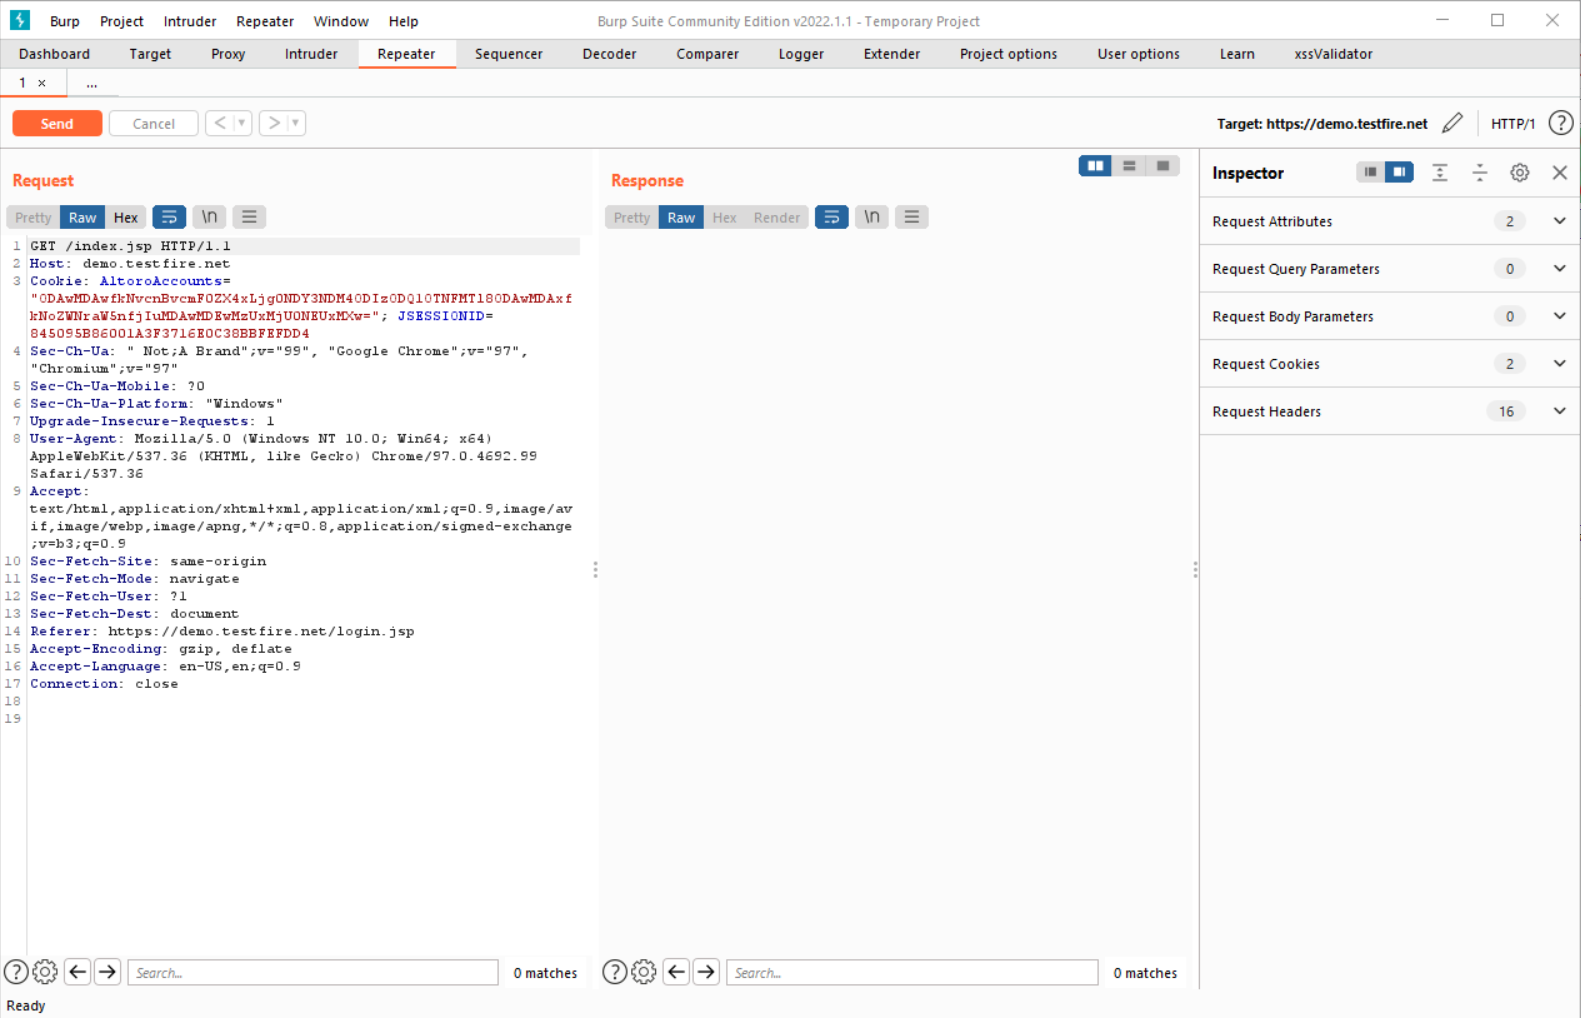 Burp Project Intruder Repeater Window Help Burp Suite Community Edition v2022.1.1 - Temporary Project
Dashboard Target Proxy Intruder Repeater Sequencer Decoder Comparer Logger Extender Project options User options Learn xssValidator
1 × ...
Send Cancel < > Target: https://demo.testfire.net HTTP/1 ?
Request
Pretty Raw Hex \n
1 GET /index.jsp HTTP/1.1
2 Host: demo.testfire.net
3 Cookie: AltoroAccounts=
"ODAwMDAwfkNvcnBvcmF0ZX4xLjg0NDY3NDM4ODIzODQ1OTNFMTl8ODAwMDAxf
kNoZWNraW5nfjIuMDAwMDEwMzUxMjU0NEUxMXw="; JSESSIONID=
845095B86001A3F3716E0C38BBFEFDD4
4 Sec-Ch-Ua: " Not;A Brand";v="99", "Google Chrome";v="97",
"Chromium";v="97"
5 Sec-Ch-Ua-Mobile: ?0
6 Sec-Ch-Ua-Platform: "Windows"
7 Upgrade-Insecure-Requests: 1
8 User-Agent: Mozilla/5.0 (Windows NT 10.0; Win64; x64)
AppleWebKit/537.36 (KHTML, like Gecko) Chrome/97.0.4692.99
Safari/537.36
9 Accept:
text/html,application/xhtml+xml,application/xml;q=0.9,image/av
if,image/webp,image/apng,*/*;q=0.8,application/signed-exchange
;v=b3;q=0.9
10 Sec-Fetch-Site: same-origin
11 Sec-Fetch-Mode: navigate
12 Sec-Fetch-User: ?1
13 Sec-Fetch-Dest: document
14 Referer: https://demo.testfire.net/login.jsp
15 Accept-Encoding: gzip, deflate
16 Accept-Language: en-US,en;q=0.9
17 Connection: close
18
19
? Search... 0 matches
Response
Pretty Raw Hex Render \n
? Search... 0 matches
Inspector
Request Attributes 2
Request Query Parameters 0
Request Body Parameters 0
Request Cookies 2
Request Headers 16
Ready